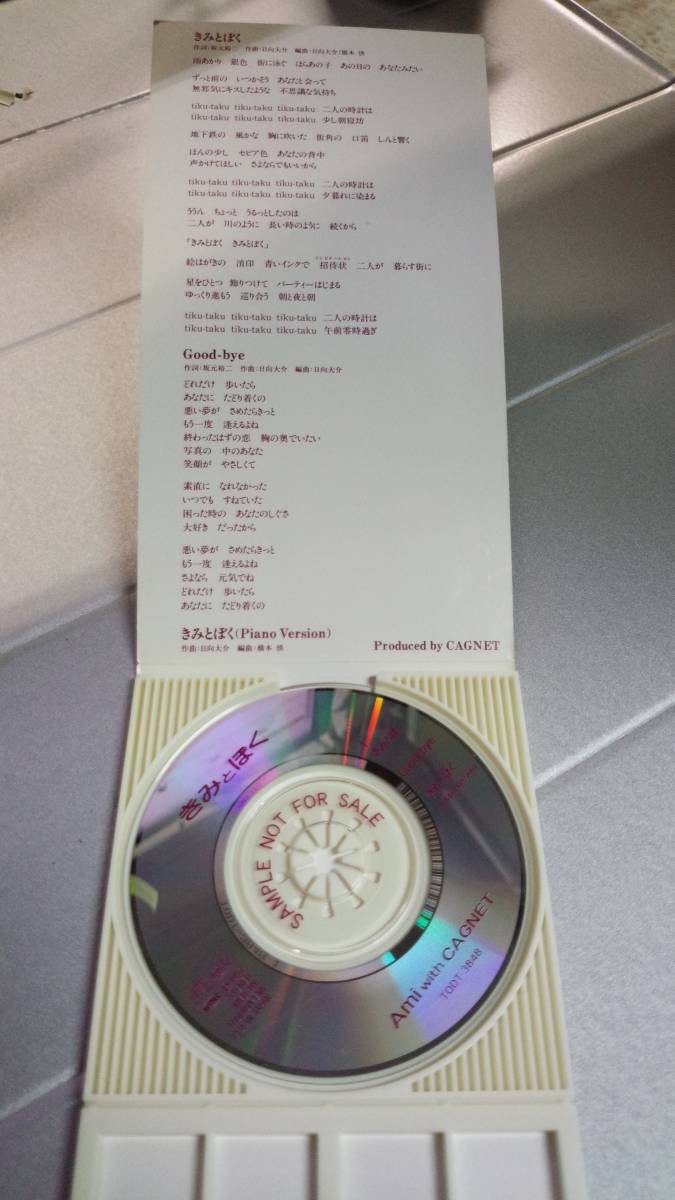 きみとぼく
作詞：坂元裕二　作曲：日向大介　編曲：日向大介/橋本 慎
雨あかり　銀色　街に泳ぐ　はらあの子　あの日の　あなたみたい
ずっと前の　いつかそう　あなたと会って
無邪気にキスしたような　不思議な気持ち
tiku-taku tiku-taku tiku-taku　二人の時計は
tiku-taku tiku-taku tiku-taku　少し朝寝坊
地下鉄の　風かな　胸に吹いた　街角の　口笛　しんと響く
ほんの少し　セピア色　あなたの背中
声かけてほしい　さよならでもいいから
tiku-taku tiku-taku tiku-taku　二人の時計は
tiku-taku tiku-taku tiku-taku　夕暮れに染まる
ううん　ちょっと　うるっとしたのは
二人が　川のように　長い時のように　続くから
「きみとぼく　きみとぼく」
絵はがきの　消印　青いインクで　招待状　二人が　暮らす街に
星をひとつ　飾りつけて　パーティーはじまる
ゆっくり進もう　巡り合う　朝と夜と朝
tiku-taku tiku-taku tiku-taku　二人の時計は
tiku-taku tiku-taku tiku-taku　午前零時過ぎ
Good-bye
作詞：坂元裕二　作曲：日向大介　編曲：日向大介
どれだけ　歩いたら
あなたに　たどり着くの
悪い夢が　さめたらきっと
もう一度　逢えるよね
終わったはずの恋　胸の奥でいたい
写真の　中のあなた
笑顔が　やさしくて
素直に　なれなかった
いつでも　すねていた
困った時の　あなたのしぐさ
大好き　だったから
悪い夢が　さめたらきっと
もう一度　逢えるよね
さよなら　元気でね
どれだけ　歩いたら
あなたに　たどり着くの
きみとぼく(Piano Version)
作曲：日向大介　編曲：橋本 慎
Produced by CAGNET
きみとぼく
SAMPLE NOT FOR SALE
Ami with CAGNET
TODT 3848